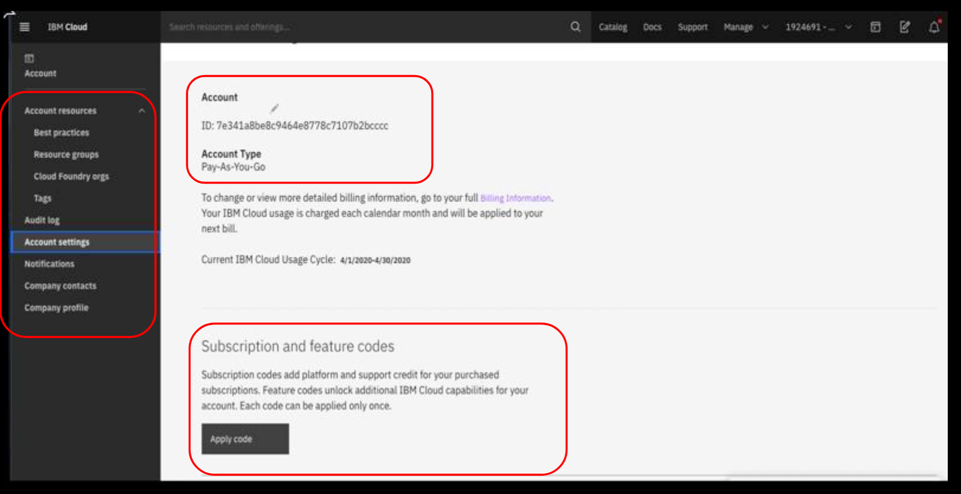 IBM Cloud
Search resources and offerings...
Catalog
Docs
Support
Manage
1924691 - ...
Account
Account resources
Best practices
Resource groups
Cloud Foundry orgs
Tags
Audit log
Account settings
Notifications
Company contacts
Company profile
Account
ID: 7e341a8be8c9464e8778c7107b2bcccc
Account Type
Pay-As-You-Go
To change or view more detailed billing information, go to your full Billing Information.
Your IBM Cloud usage is charged each calendar month and will be applied to your
next bill.
Current IBM Cloud Usage Cycle: 4/1/2020-4/30/2020
Subscription and feature codes
Subscription codes add platform and support credit for your purchased
subscriptions. Feature codes unlock additional IBM Cloud capabilities for your
account. Each code can be applied only once.
Apply code